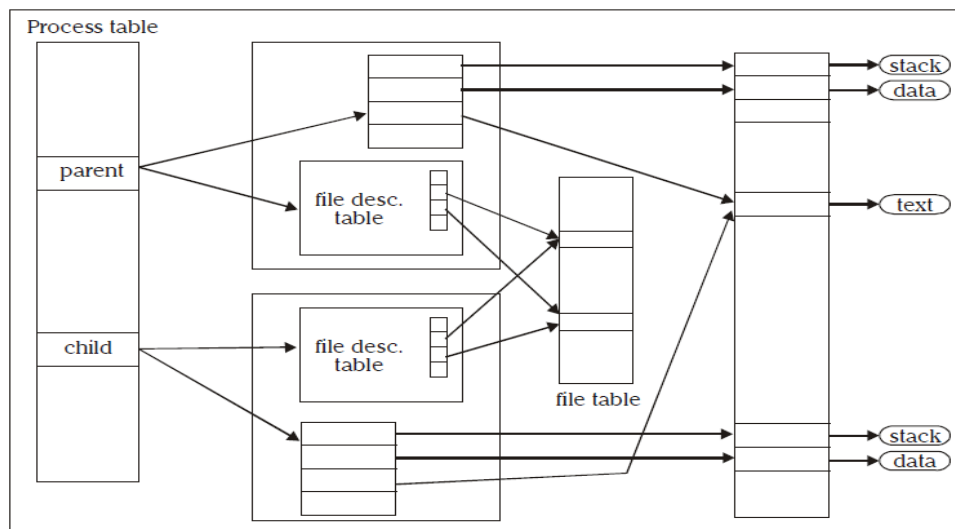 Process table
stack
data
parent
file desc.
table
text
child
file desc.
table
file table
stack
data